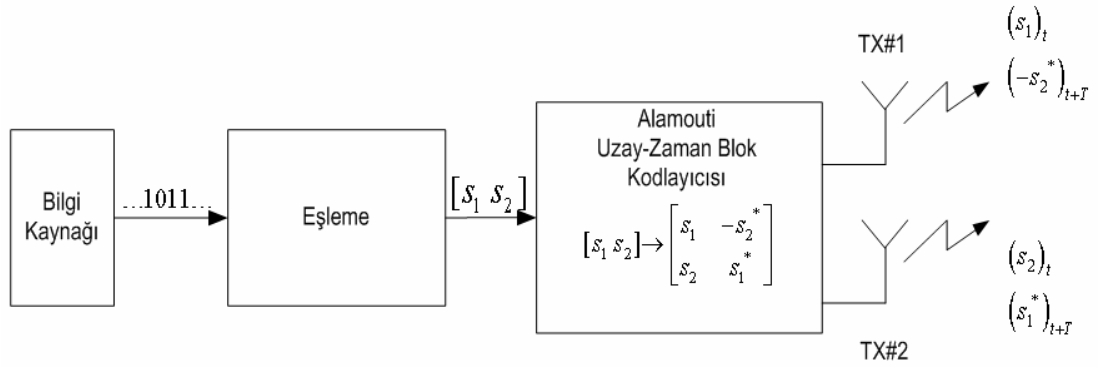 Bilgi
Kaynağı
...1011...
Eşleme
[s₁ s₂]
Alamouti
Uzay-Zaman Blok
Kodlayıcısı
[s₁ s₂]→[s₁ -s₂*
s₂ s₁*]
TX#1
(s₁)ₜ
(-s₂*)ₜ₊T
(s₂)ₜ
(s₁*)ₜ₊T
TX#2